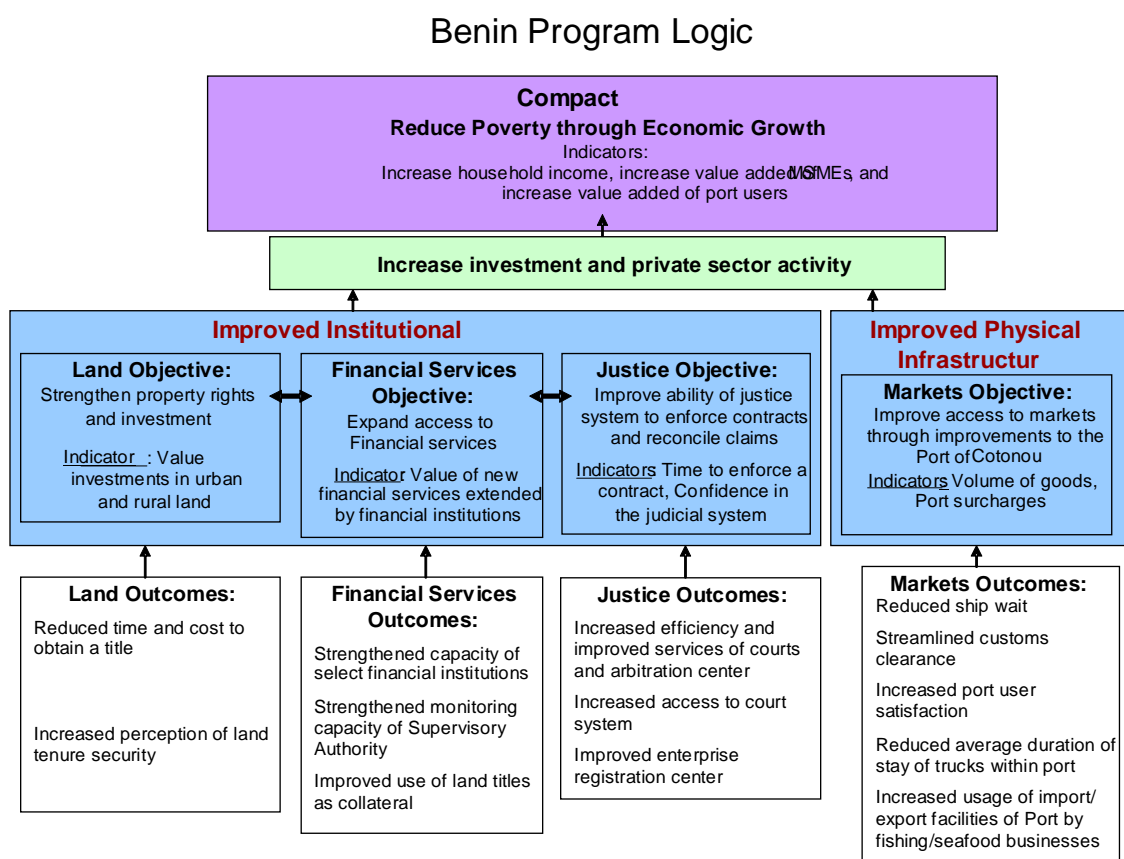 Benin Program Logic
Compact
Reduce Poverty through Economic Growth
Indicators:
Increase household income, increase value added of MSMEs, and
increase value added of port users
Increase investment and private sector activity
Improved Institutional
Land Objective:
Strengthen property rights
and investment
Indicator : Value
investments in urban
and rural land
Financial Services
Objective:
Expand access to
Financial services
Indicator: Value of new
financial services extended
by financial institutions
Justice Objective:
Improve ability of justice
system to enforce contracts
and reconcile claims
Indicators: Time to enforce a
contract, Confidence in
the judicial system
Improved Physical
Infrastructur
Markets Objective:
Improve access to markets
through improvements to the
Port of Cotonou
Indicators: Volume of goods,
Port surcharges
Land Outcomes:
Reduced time and cost to
obtain a title
Increased perception of land
tenure security
Financial Services
Outcomes:
Strengthened capacity of
select financial institutions
Strengthened monitoring
capacity of Supervisory
Authority
Improved use of land titles
as collateral
Justice Outcomes:
Increased efficiency and
improved services of courts
and arbitration center
Increased access to court
system
Improved enterprise
registration center
Markets Outcomes:
Reduced ship wait
Streamlined customs
clearance
Increased port user
satisfaction
Reduced average duration of
stay of trucks within port
Increased usage of import/
export facilities of Port by
fishing/seafood businesses